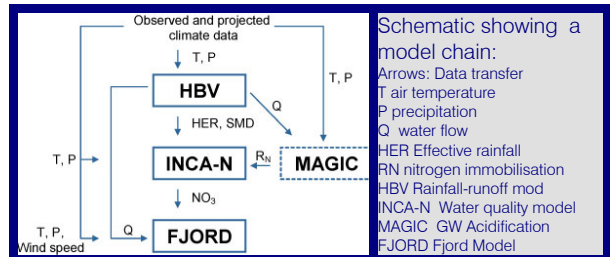 Observed and projected
climate data
T, P
T, P
HBV
Q
HER, SMD
T, P
INCA-N
RN
MAGIC
NO3
T, P,
Wind speed
Q
FJORD
Schematic showing a
model chain:
Arrows: Data transfer
T air temperature
P precipitation
Q water flow
HER Effective rainfall
RN nitrogen immobilisation
HBV Rainfall-runoff mod
INCA-N Water quality model
MAGIC GW Acidification
FJORD Fjord Model